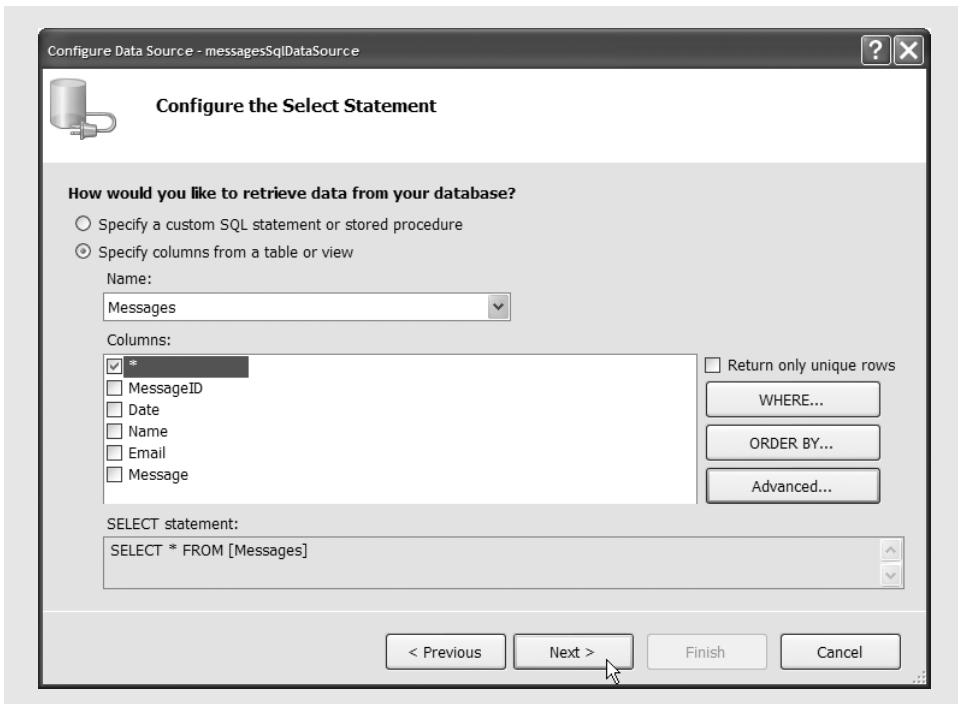 Configure Data Source - messagesSqlDataSource
?
Configure the Select Statement
How would you like to retrieve data from your database?
Specify a custom SQL statement or stored procedure
Specify columns from a table or view
Name:
Messages
Columns:
*
MessageID
Date
Name
Email
Message
Return only unique rows
WHERE...
ORDER BY...
Advanced...
SELECT statement:
SELECT * FROM [Messages]
< Previous
Next >
Finish
Cancel